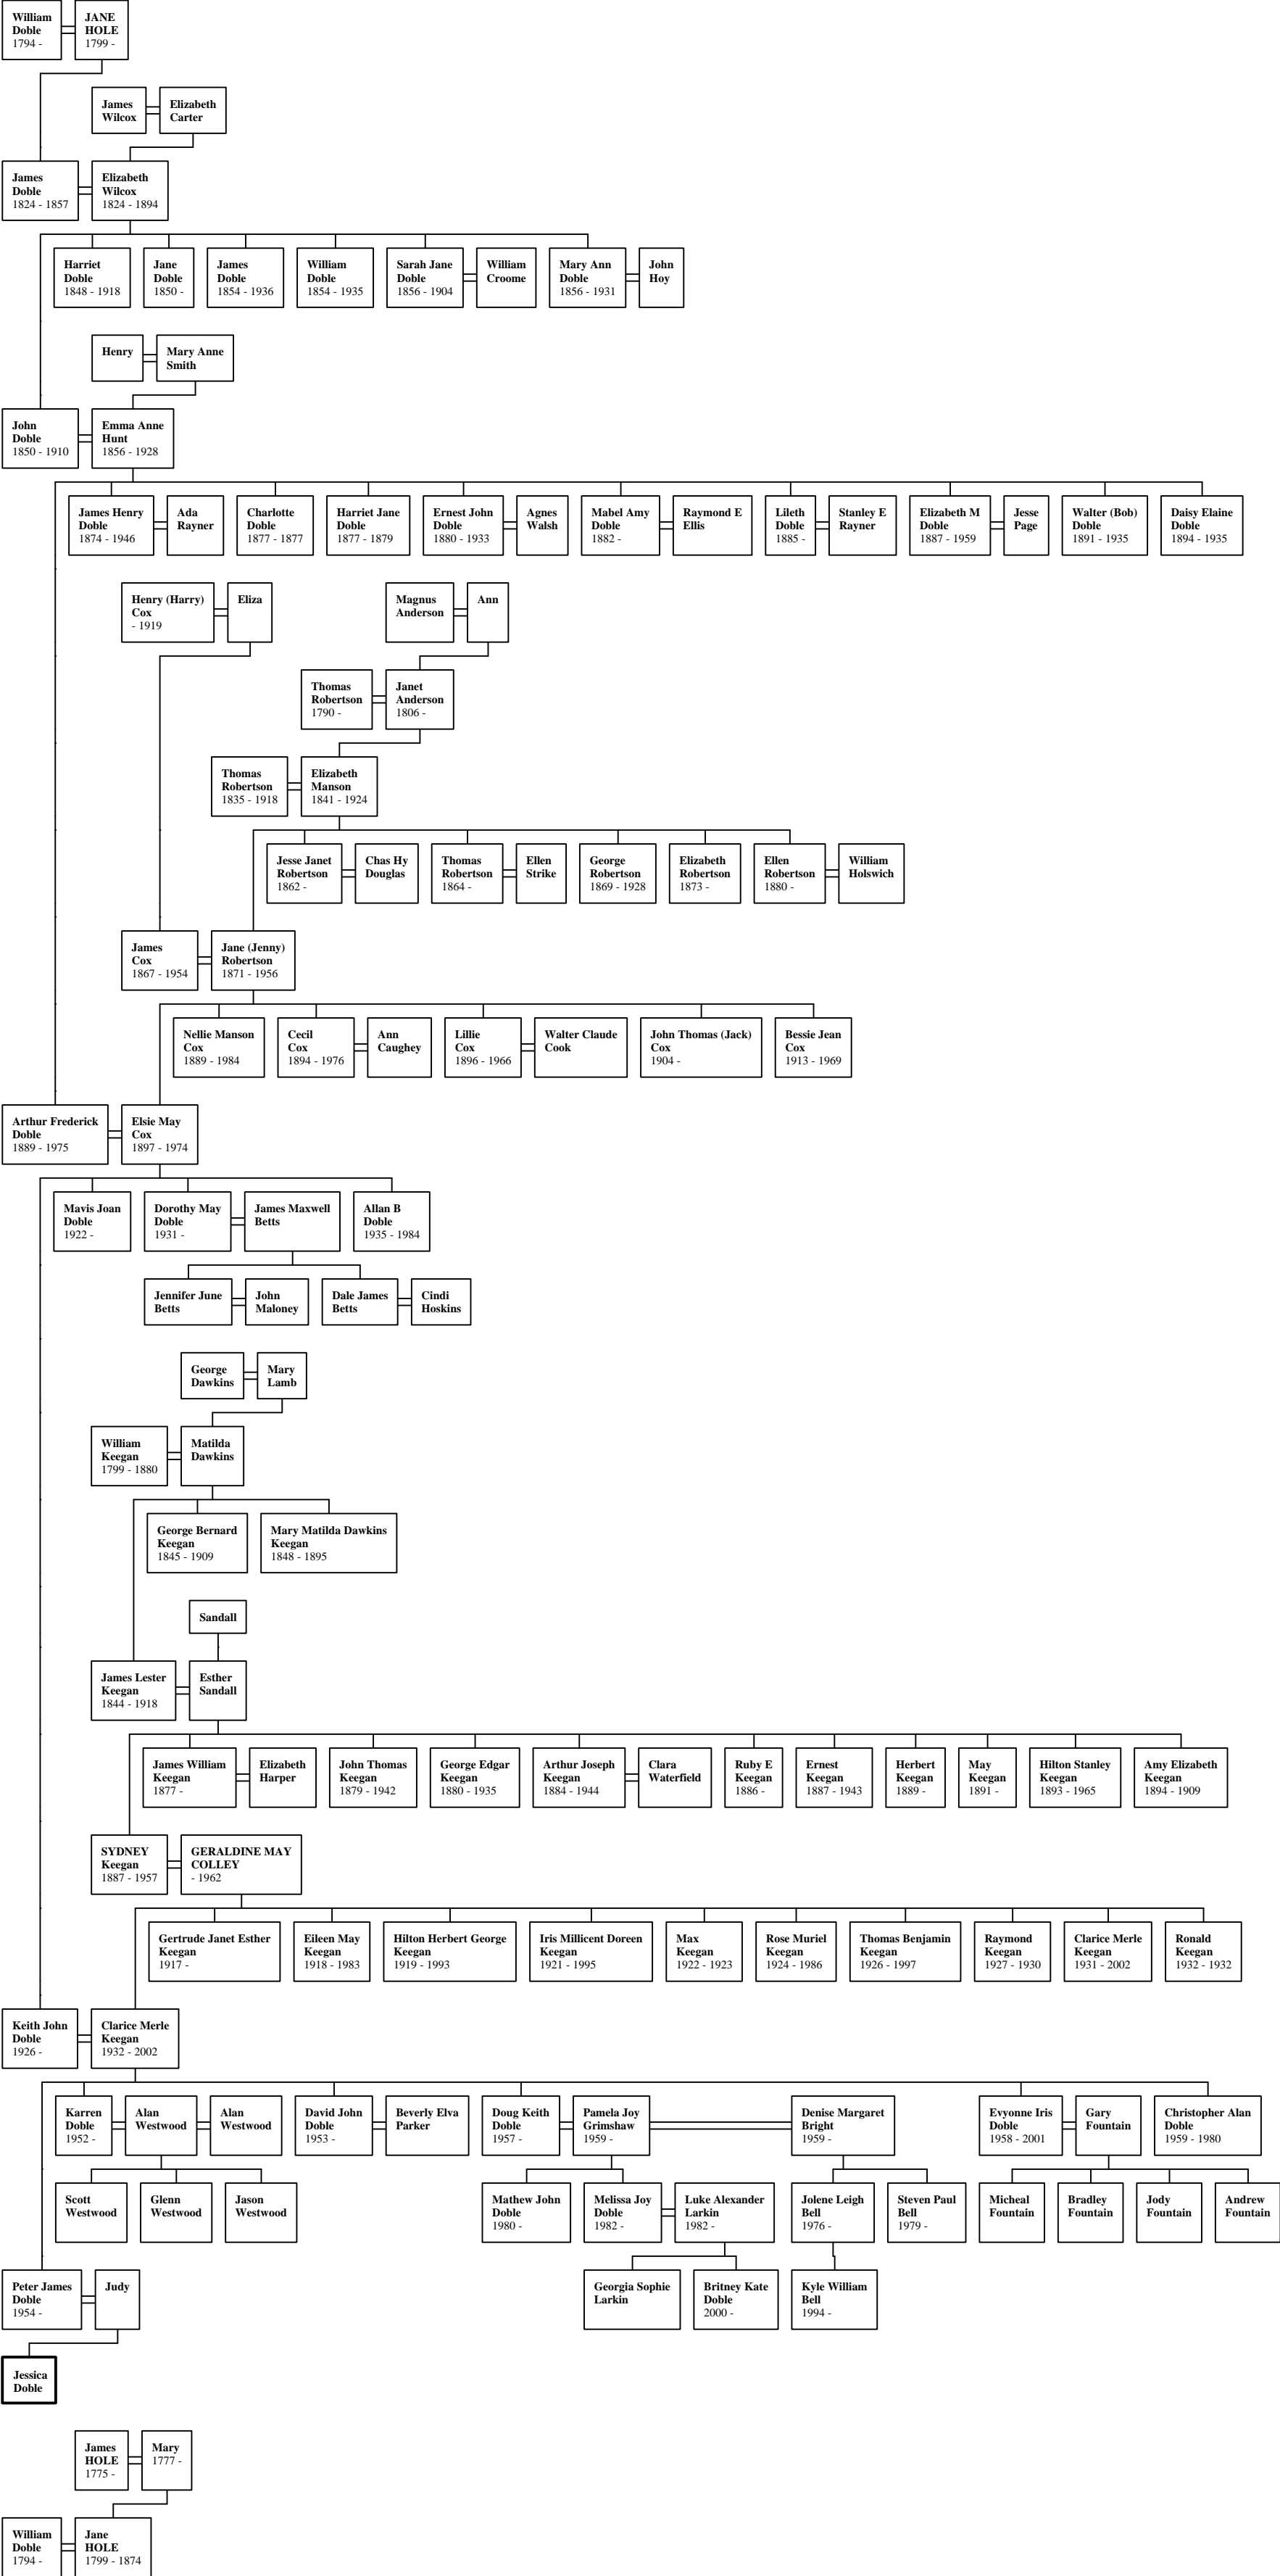 William
Doble
1794 -
JANE
HOLE
1799 -
James
Wilcox
Elizabeth
Carter
James
Doble
1824 - 1857
Elizabeth
Wilcox
1824 - 1894
Harriet
Doble
1848 - 1918
Jane
Doble
1850 -
James
Doble
1854 - 1936
William
Doble
1854 - 1935
Sarah Jane
Doble
1856 - 1904
William
Croome
Mary Ann
Doble
1856 - 1931
John
Hoy
Henry
Mary Anne
Smith
John
Doble
1850 - 1910
Emma Anne
Hunt
1856 - 1928
James Henry
Doble
1874 - 1946
Ada
Rayner
Charlotte
Doble
1877 - 1877
Harriet Jane
Doble
1877 - 1879
Ernest John
Doble
1880 - 1933
Agnes
Walsh
Mabel Amy
Doble
1882 -
Raymond E
Ellis
Lileth
Doble
1885 -
Stanley E
Rayner
Elizabeth M
Doble
1887 - 1959
Jesse
Page
Walter (Bob)
Doble
1891 - 1935
Daisy Elaine
Doble
1894 - 1935
Henry (Harry)
Cox
- 1919
Eliza
Magnus
Anderson
Ann
Thomas
Robertson
1790 -
Janet
Anderson
1806 -
Thomas
Robertson
1835 - 1918
Elizabeth
Manson
1841 - 1924
Jesse Janet
Robertson
1862 -
Chas Hy
Douglas
Thomas
Robertson
1864 -
Ellen
Strike
George
Robertson
1869 - 1928
Elizabeth
Robertson
1873 -
Ellen
Robertson
1880 -
William
Holswich
James
Cox
1867 - 1954
Jane (Jenny)
Robertson
1871 - 1956
Nellie Manson
Cox
1889 - 1984
Cecil
Cox
1894 - 1976
Ann
Caughey
Lillie
Cox
1896 - 1966
Walter Claude
Cook
John Thomas (Jack)
Cox
1904 -
Bessie Jean
Cox
1913 - 1969
Arthur Frederick
Doble
1889 - 1975
Elsie May
Cox
1897 - 1974
Mavis Joan
Doble
1922 -
Dorothy May
Doble
1931 -
James Maxwell
Betts
Allan B
Doble
1935 - 1984
Jennifer June
Betts
John
Maloney
Dale James
Betts
Cindi
Hoskins
George
Dawkins
Mary
Lamb
William
Keegan
1799 - 1880
Matilda
Dawkins
George Bernard
Keegan
1845 - 1909
Mary Matilda Dawkins
Keegan
1848 - 1895
Sandall
James Lester
Keegan
1844 - 1918
Esther
Sandall
James William
Keegan
1877 -
Elizabeth
Harper
John Thomas
Keegan
1879 - 1942
George Edgar
Keegan
1880 - 1935
Arthur Joseph
Keegan
1884 - 1944
Clara
Waterfield
Ruby E
Keegan
1886 -
Ernest
Keegan
1887 - 1943
Herbert
Keegan
1889 -
May
Keegan
1891 -
Hilton Stanley
Keegan
1893 - 1965
Amy Elizabeth
Keegan
1894 - 1909
SYDNEY
Keegan
1887 - 1957
GERALDINE MAY
COLLEY
- 1962
Gertrude Janet Esther
Keegan
1917 -
Eileen May
Keegan
1918 - 1983
Hilton Herbert George
Keegan
1919 - 1993
Iris Millicent Doreen
Keegan
1921 - 1995
Max
Keegan
1922 - 1923
Rose Muriel
Keegan
1924 - 1986
Thomas Benjamin
Keegan
1926 - 1997
Raymond
Keegan
1927 - 1930
Clarice Merle
Keegan
1931 - 2002
Ronald
Keegan
1932 - 1932
Keith John
Doble
1926 -
Clarice Merle
Keegan
1932 - 2002
Karren
Doble
1952 -
Alan
Westwood
Alan
Westwood
David John
Doble
1953 -
Beverly Elva
Parker
Doug Keith
Doble
1957 -
Pamela Joy
Grimshaw
1959 -
Denise Margaret
Bright
1959 -
Evyonne Iris
Doble
1958 - 2001
Gary
Fountain
Christopher Alan
Doble
1959 - 1980
Scott
Westwood
Glenn
Westwood
Jason
Westwood
Mathew John
Doble
1980 -
Melissa Joy
Doble
1982 -
Luke Alexander
Larkin
1982 -
Jolene Leigh
Bell
1976 -
Steven Paul
Bell
1979 -
Micheal
Fountain
Bradley
Fountain
Jody
Fountain
Andrew
Fountain
Peter James
Doble
1954 -
Judy
Georgia Sophie
Larkin
Britney Kate
Doble
2000 -
Kyle William
Bell
1994 -
Jessica
Doble
James
HOLE
1775 -
Mary
1777 -
William
Doble
1794 -
Jane
HOLE
1799 - 1874